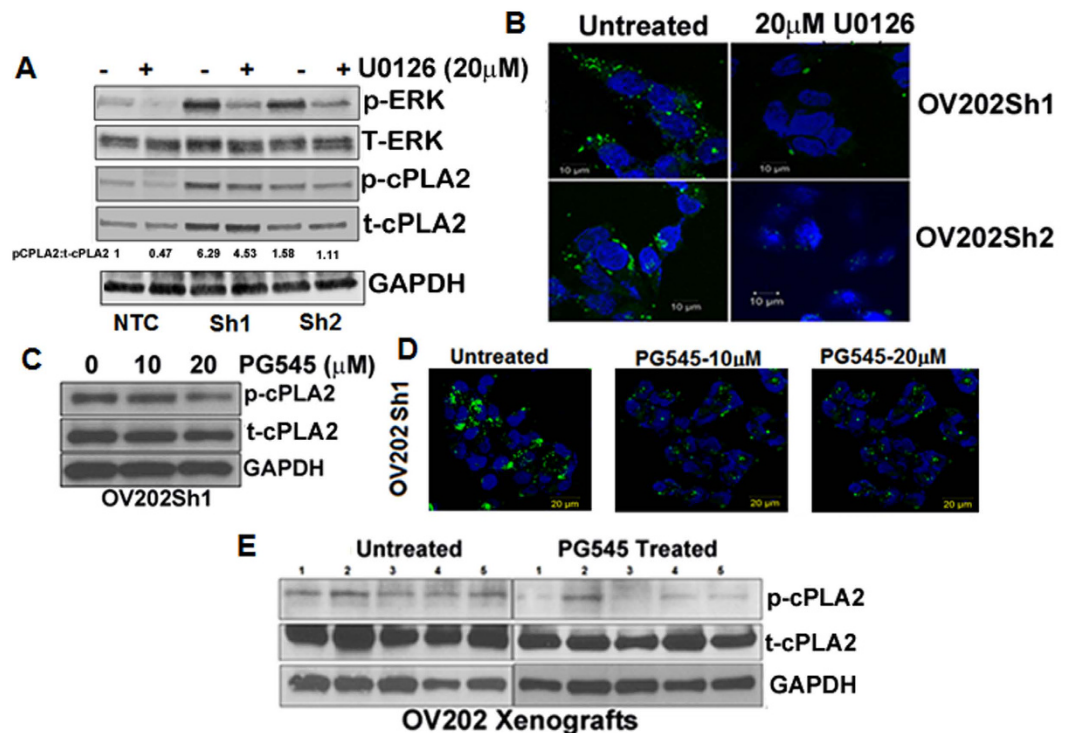 A
- + - + - + U0126 (20μM)
p-ERK
T-ERK
p-cPLA2
t-cPLA2
pCPLA2:t-cPLA2 1 0.47 6.29 4.53 1.58 1.11
GAPDH
NTC Sh1 Sh2
B
Untreated 20μM U0126
OV202Sh1
10 μm 10 μm
OV202Sh2
10 μm 10 μm
C
0 10 20 PG545 (μM)
p-cPLA2
t-cPLA2
GAPDH
OV202Sh1
D
Untreated PG545-10μM PG545-20μM
OV202Sh1
20 μm 20 μm 20 μm
E
Untreated PG545 Treated
1 2 3 4 5 1 2 3 4 5
p-cPLA2
t-cPLA2
GAPDH
OV202 Xenografts